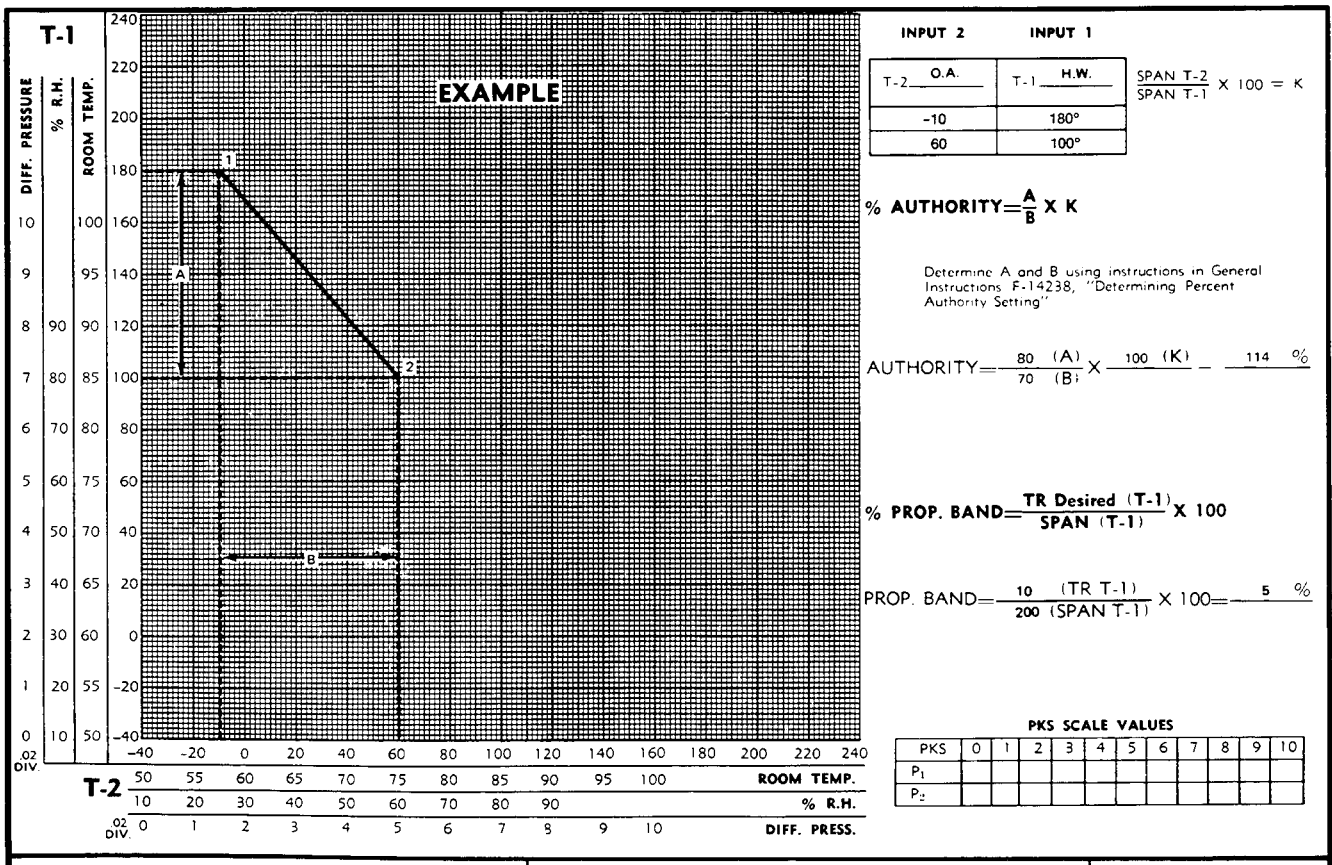 T-1
DIFF. PRESSURE
% R.H.
ROOM TEMP.
240
220
200
180
10 100 160
9 95 140
8 90 90 120
7 80 85 100
6 70 80 80
5 60 75 60
4 50 70 40
3 40 65 20
2 30 60 0
1 20 55 -20
0 10 50 -40
.02 DIV.
EXAMPLE
1
A
2
B
-40 -20 0 20 40 60 80 100 120 140 160 180 200 220 240
T-2
50 55 60 65 70 75 80 85 90 95 100 ROOM TEMP.
10 20 30 40 50 60 70 80 90 % R.H.
.02 DIV. 0 1 2 3 4 5 6 7 8 9 10 DIFF. PRESS.
INPUT 2 INPUT 1
T-2 O.A. T-1 H.W.
-10 180°
60 100°
SPAN T-2
SPAN T-1 X 100 = K
% AUTHORITY=A/B X K
Determine A and B using instructions in General
Instructions F-14238, "Determining Percent
Authority Setting"
AUTHORITY= 80 (A) X 100 (K) - 114 %
70 (B)
% PROP. BAND= TR Desired (T-1) X 100
SPAN (T-1)
PROP. BAND= 10 (TR T-1) X 100= 5 %
200 (SPAN T-1)
PKS SCALE VALUES
PKS 0 1 2 3 4 5 6 7 8 9 10
P₁
P₂